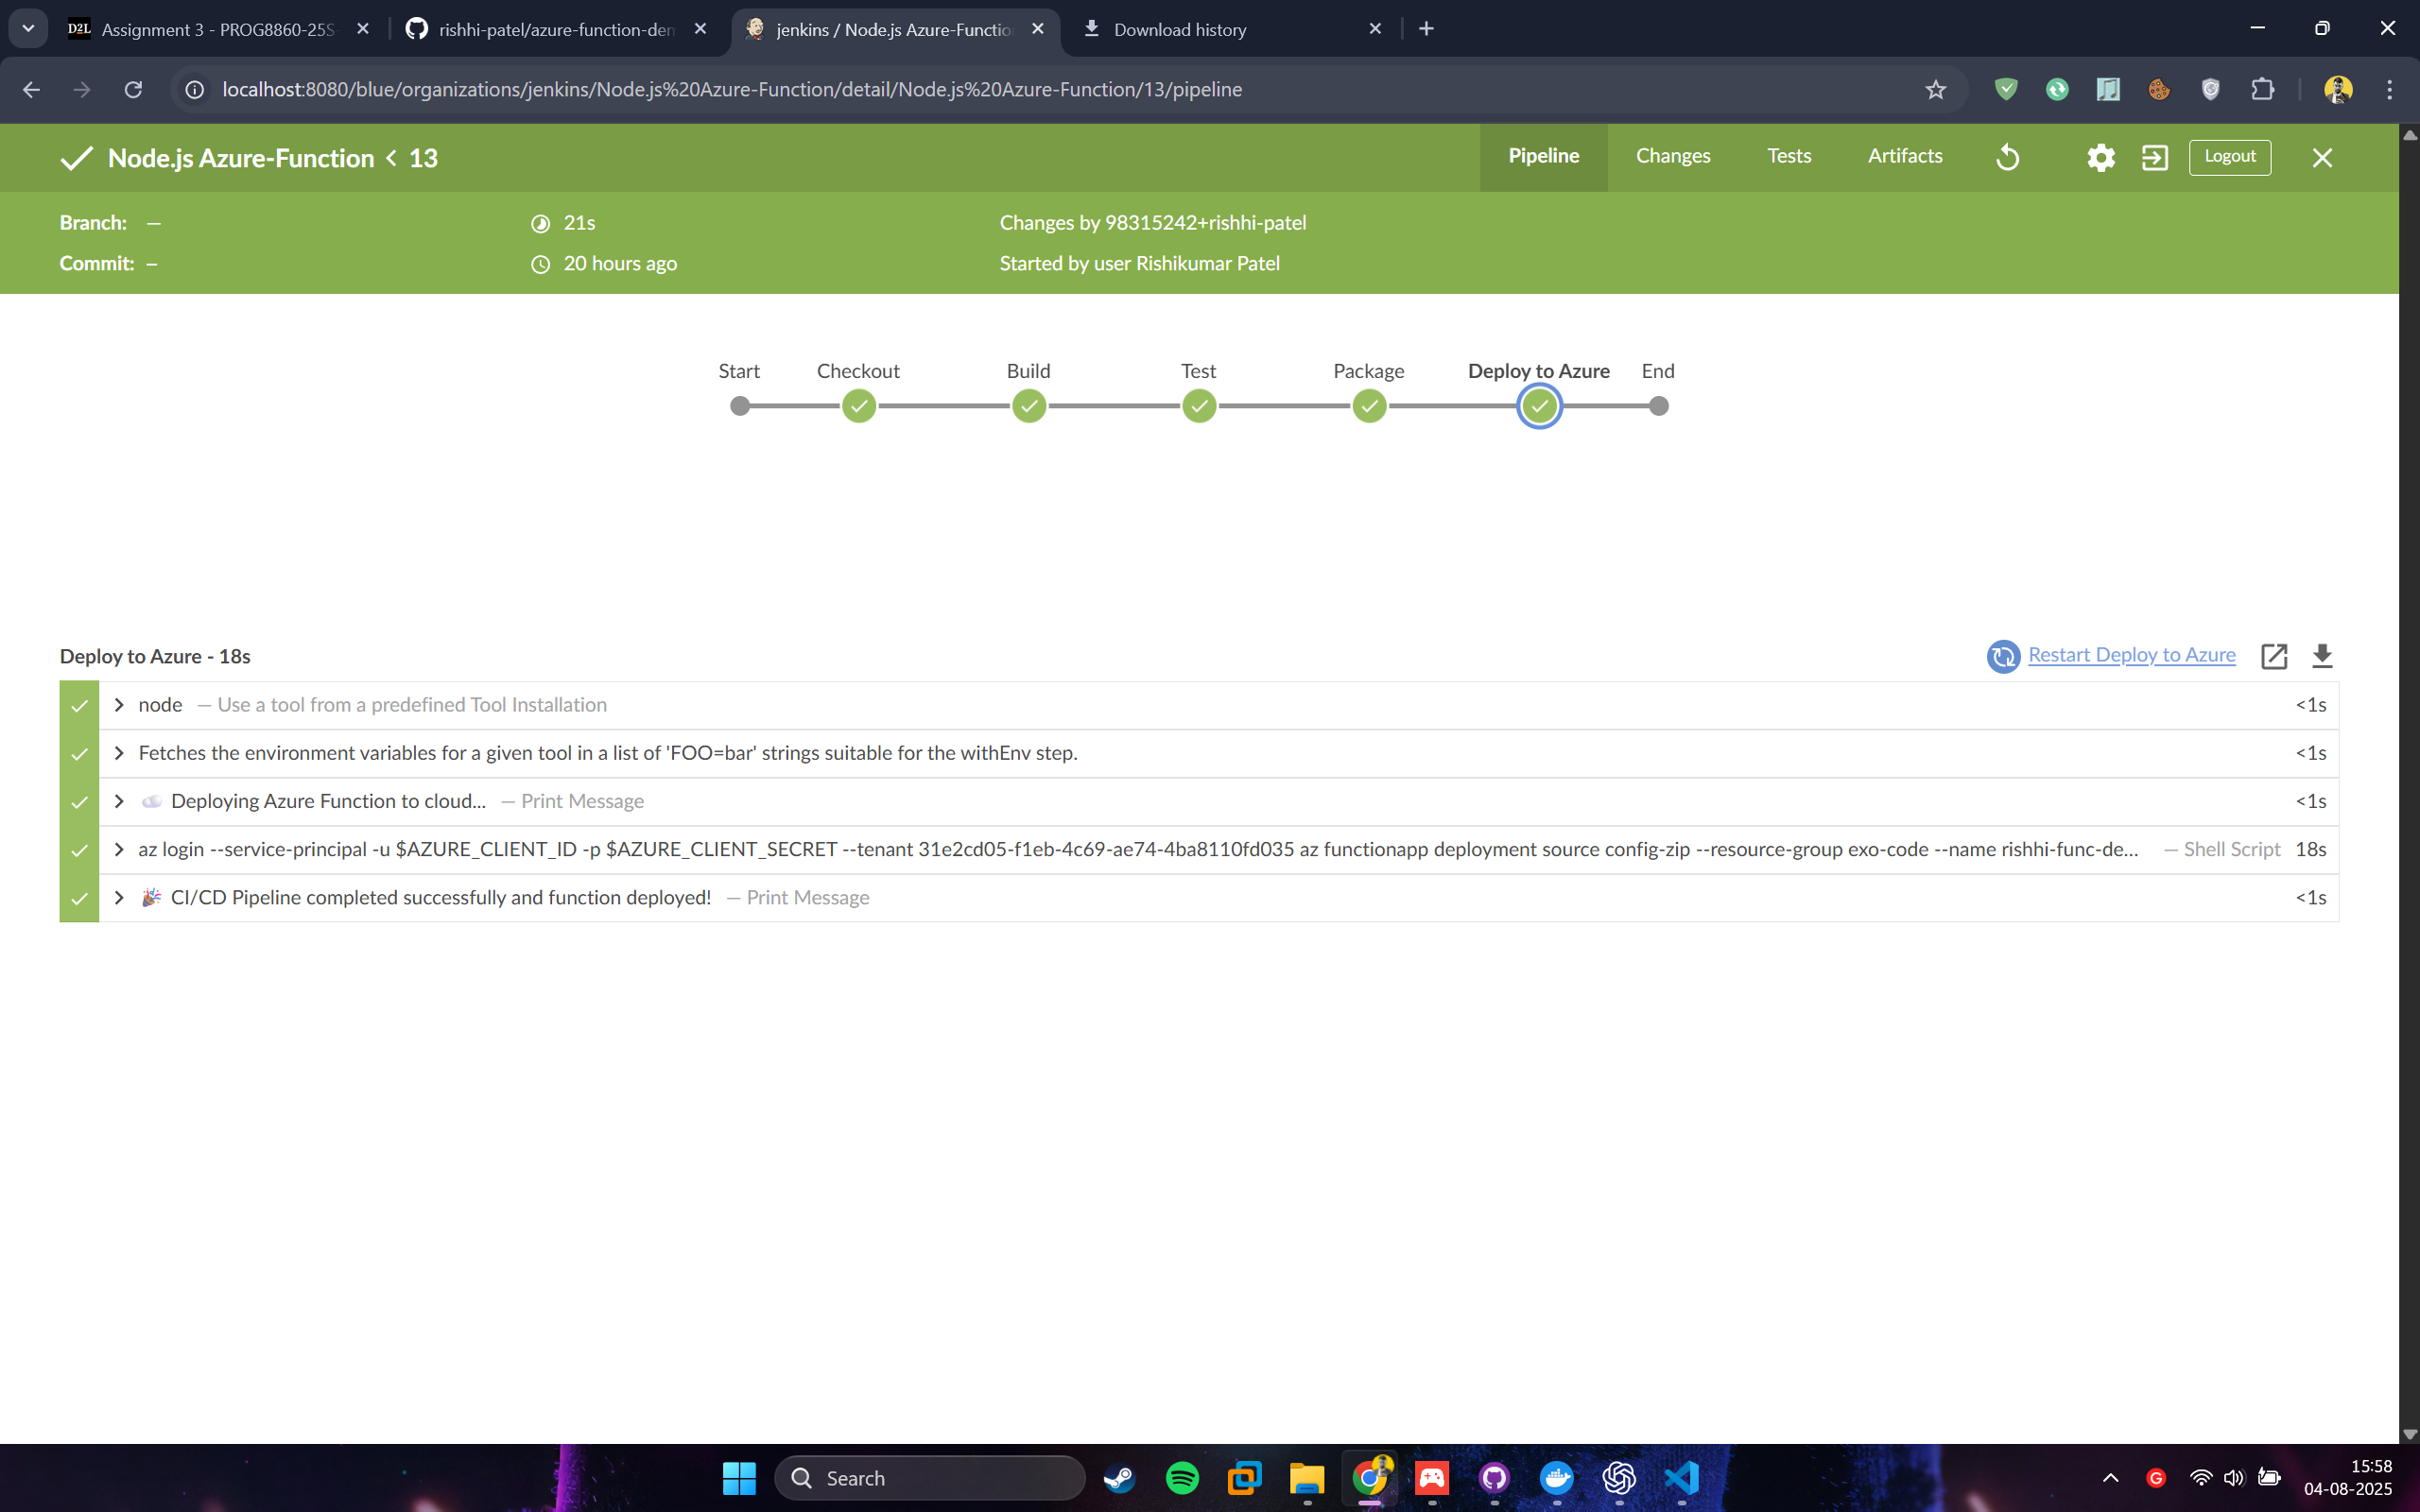 D2L Assignment 3 - PROG8860-25S-
rishhi-patel/azure-function-den
jenkins / Node.js Azure-Functio
Download history
localhost:8080/blue/organizations/jenkins/Node.js%20Azure-Function/detail/Node.js%20Azure-Function/13/pipeline
Node.js Azure-Function < 13
Pipeline
Changes
Tests
Artifacts
Logout
Branch: —
21s
Changes by 98315242+rishhi-patel
Commit: –
20 hours ago
Started by user Rishikumar Patel
Start
Checkout
Build
Test
Package
Deploy to Azure
End
Deploy to Azure - 18s
Restart Deploy to Azure
node — Use a tool from a predefined Tool Installation <1s
Fetches the environment variables for a given tool in a list of 'FOO=bar' strings suitable for the withEnv step. <1s
☁️ Deploying Azure Function to cloud... — Print Message <1s
az login --service-principal -u $AZURE_CLIENT_ID -p $AZURE_CLIENT_SECRET --tenant 31e2cd05-f1eb-4c69-ae74-4ba8110fd035 az functionapp deployment source config-zip --resource-group exo-code --name rishhi-func-de... — Shell Script 18s
🎉 CI/CD Pipeline completed successfully and function deployed! — Print Message <1s
Search
15:58
04-08-2025